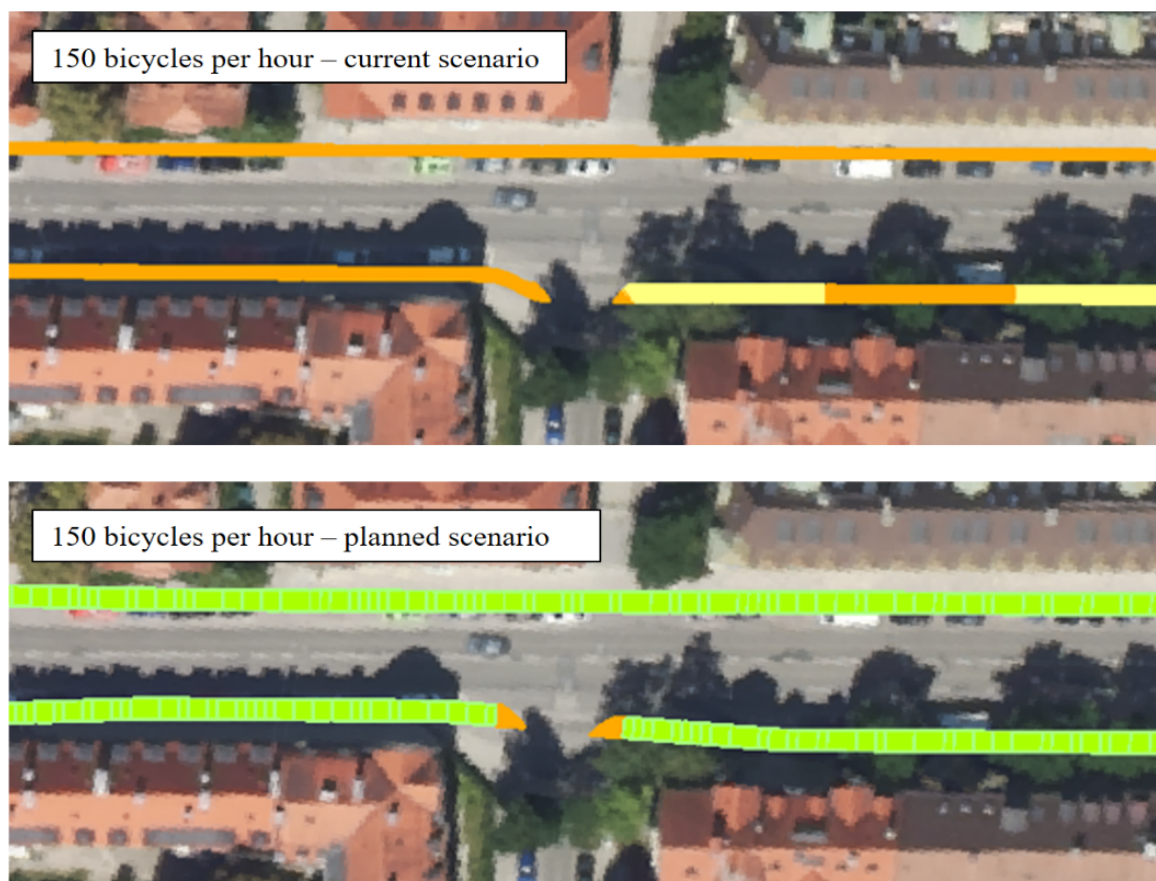 150 bicycles per hour – current scenario
150 bicycles per hour – planned scenario